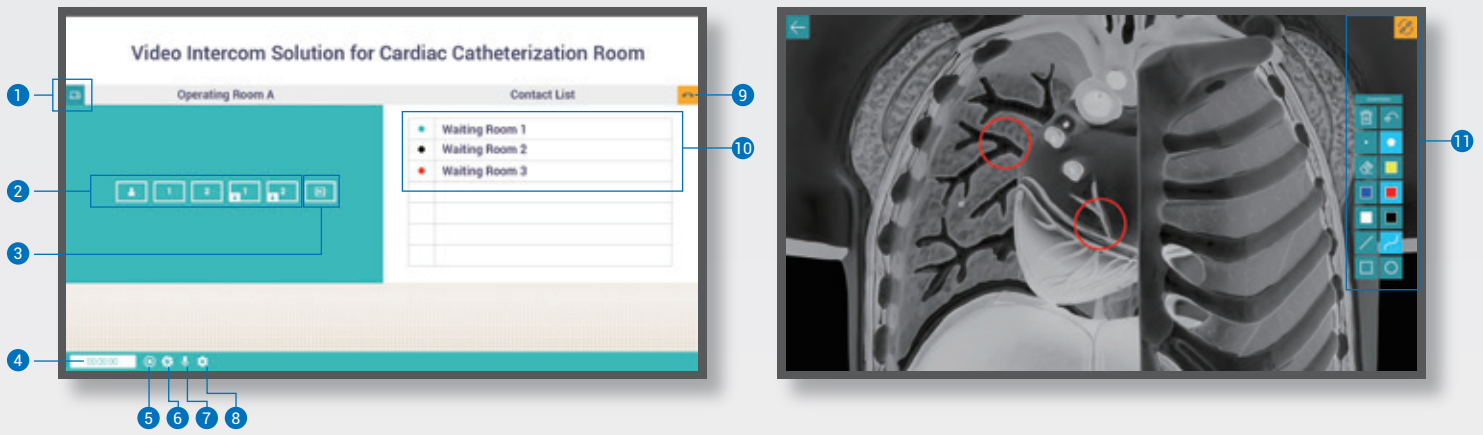 Video Intercom Solution for Cardiac Catheterization Room
Operating Room A
Contact List
Waiting Room 1
Waiting Room 2
Waiting Room 3
1 2 1 2
00:00:00
1
2
3
4
5
6
7
8
9
10
11